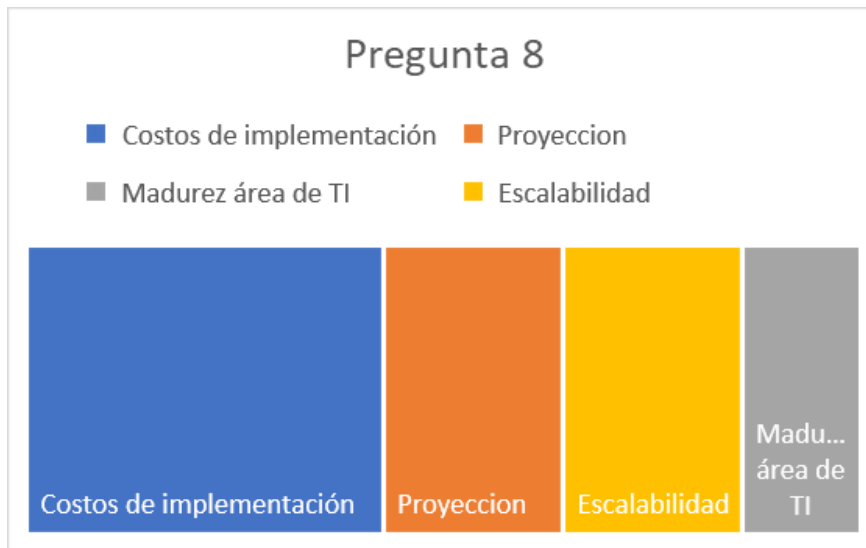 Pregunta 8
Costos de implementación
Proyeccion
Madurez área de TI
Escalabilidad
Costos de implementación
Proyeccion
Escalabilidad
Madu...
área de
TI